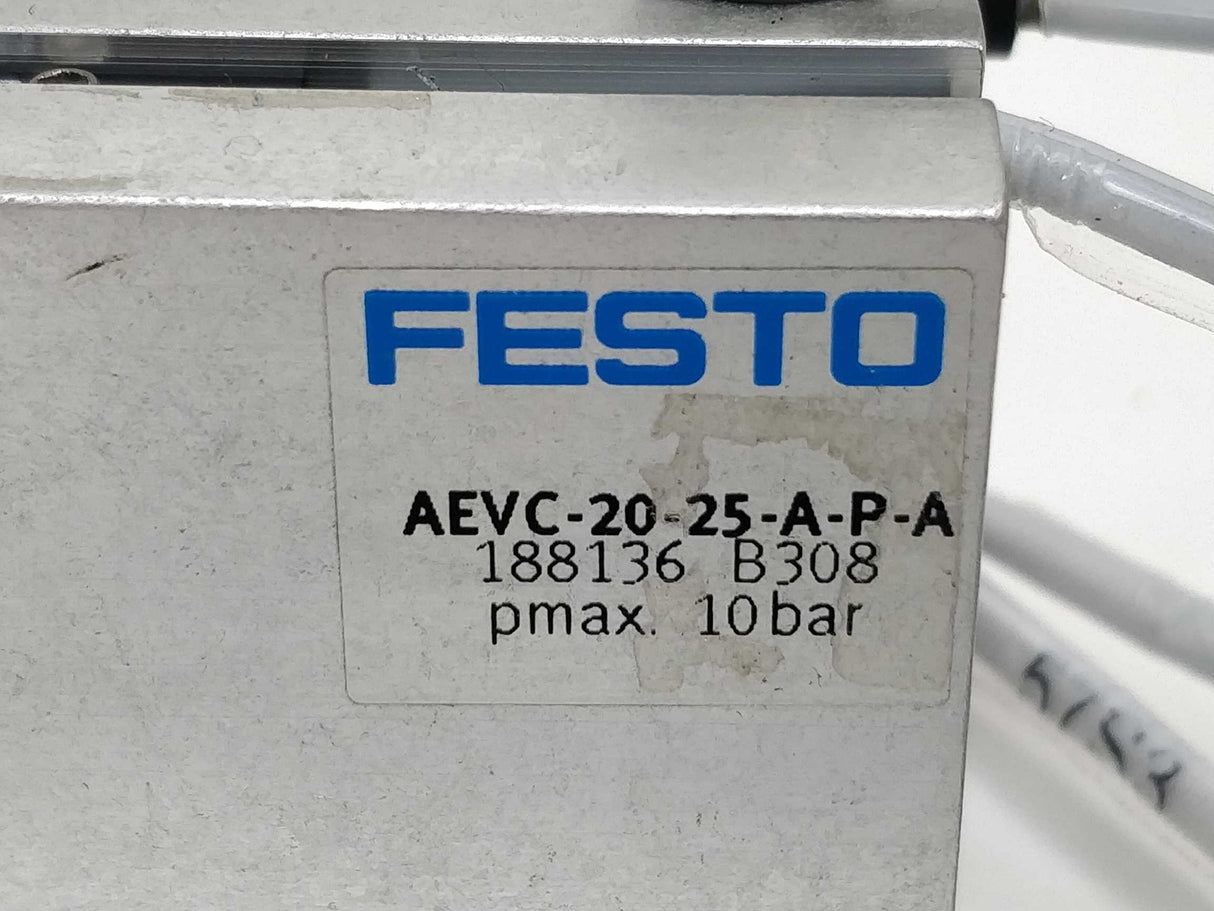 FESTO
AEVC-20-25-A-P-A
188136 B308
pmax. 10bar